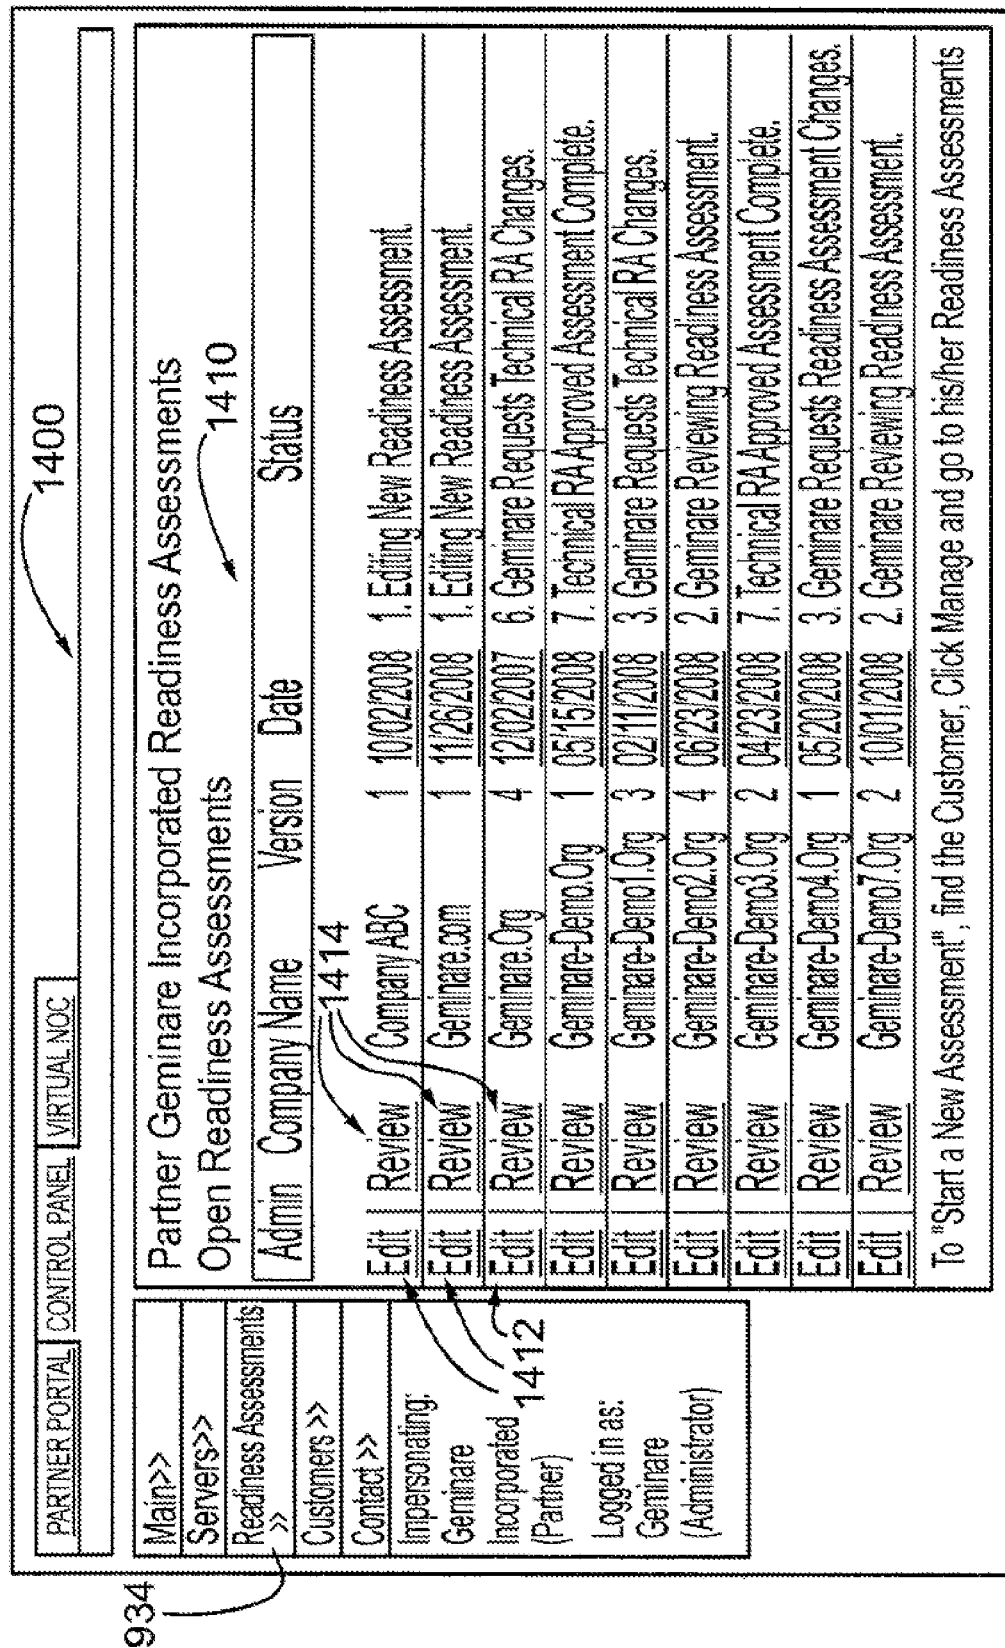 1400
PARTNER PORTAL CONTROL PANEL VIRTUAL NOC
934
Main>>
Servers>>
Readiness Assessments
>>
Customers >>
Contact >>
Impersonating:
Geminare
Incorporated
(Partner)
Logged in as:
Geminare
(Administrator)
Partner Geminare Incorporated Readiness Assessments
Open Readiness Assessments
1410
Admin Company Name Version Date Status
1414
Edit Review Company ABC 1 10/02/2008 1. Editing New Readiness Assessment.
Edit Review Geminare.com 1 11/26/2008 1. Editing New Readiness Assessment.
Edit Review Geminare.Org 4 12/02/2007 6. Geminare Requests Technical RA Changes.
Edit Review Geminare-Demo.Org 1 05/15/2008 7. Technical RA Approved Assessment Complete.
Edit Review Geminare-Demo1.Org 3 02/11/2008 3. Geminare Requests Technical RA Changes.
Edit Review Geminare-Demo2.Org 4 06/23/2008 2. Geminare Reviewing Readiness Assessment.
Edit Review Geminare-Demo3.Org 2 04/23/2008 7. Technical RA Approved Assessment Complete.
Edit Review Geminare-Demo4.Org 1 05/20/2008 3. Geminare Requests Readiness Assessment Changes.
Edit Review Geminare-Demo7.Org 2 10/01/2008 2. Geminare Reviewing Readiness Assessment.
1412
To "Start a New Assessment", find the Customer, Click Manage and go to his/her Readiness Assessments